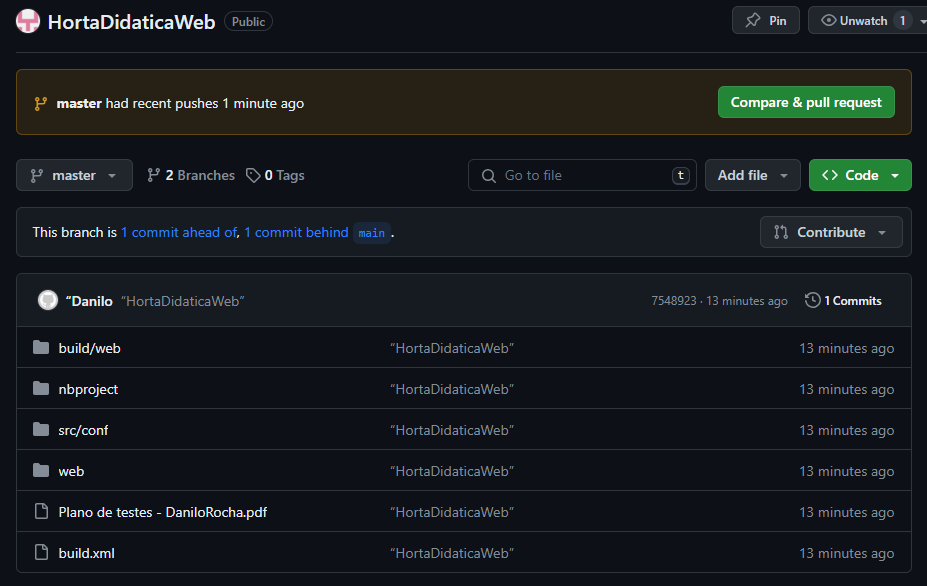 HortaDidaticaWeb Public Pin Unwatch 1
master had recent pushes 1 minute ago Compare & pull request
master 2 Branches 0 Tags Go to file t Add file Code
This branch is 1 commit ahead of, 1 commit behind main. Contribute
“Danilo “HortaDidaticaWeb” 7548923 · 13 minutes ago 1 Commits
build/web “HortaDidaticaWeb” 13 minutes ago
nbproject “HortaDidaticaWeb” 13 minutes ago
src/conf “HortaDidaticaWeb” 13 minutes ago
web “HortaDidaticaWeb” 13 minutes ago
Plano de testes - DaniloRocha.pdf “HortaDidaticaWeb” 13 minutes ago
build.xml “HortaDidaticaWeb” 13 minutes ago